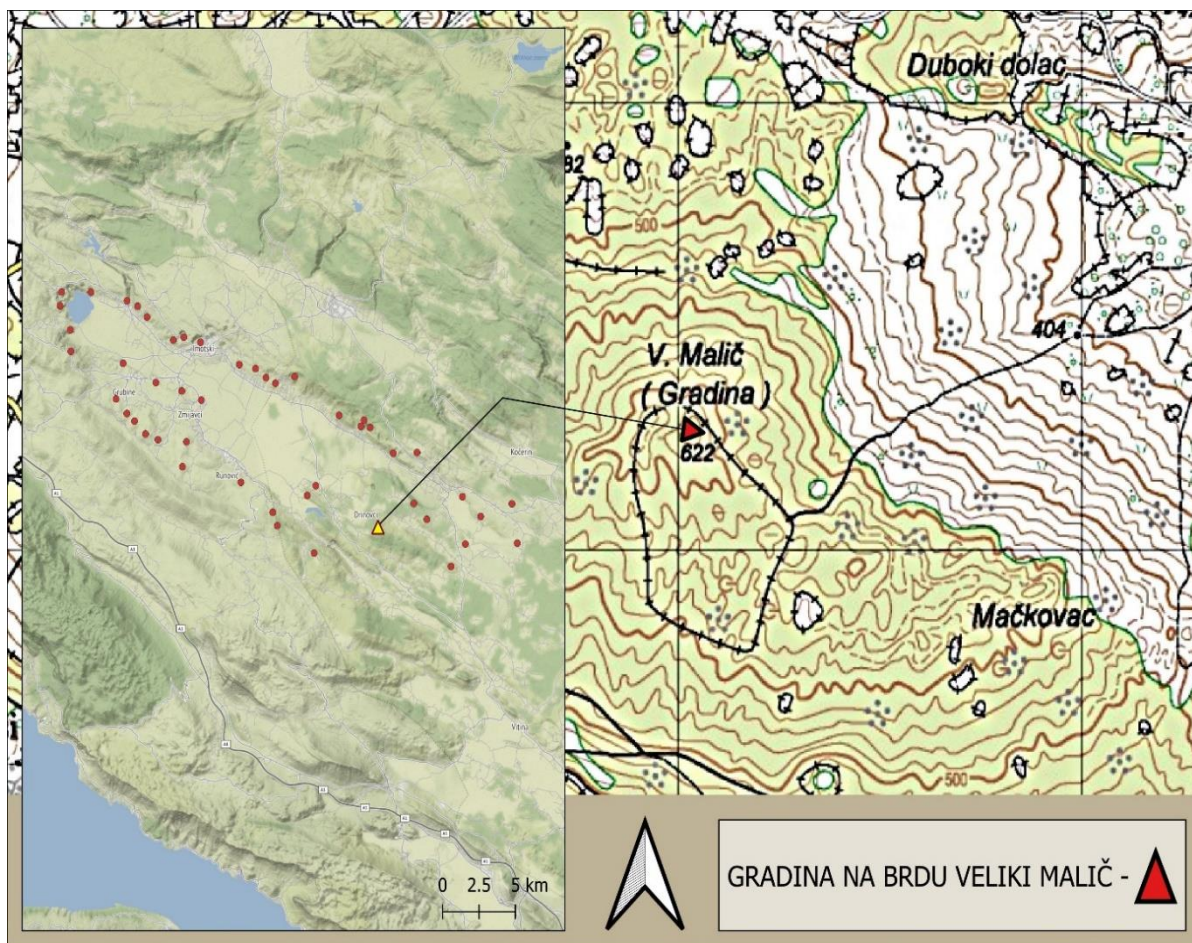 Imotski
Grubine
Zmijavci
Runovići
Kočerin
Drinovci
Vitina
0 2.5 5 km
Duboki dolac
500
404
V. Malič
( Gradina )
622
Mačkovac
500
GRADINA NA BRDU VELIKI MALIČ -